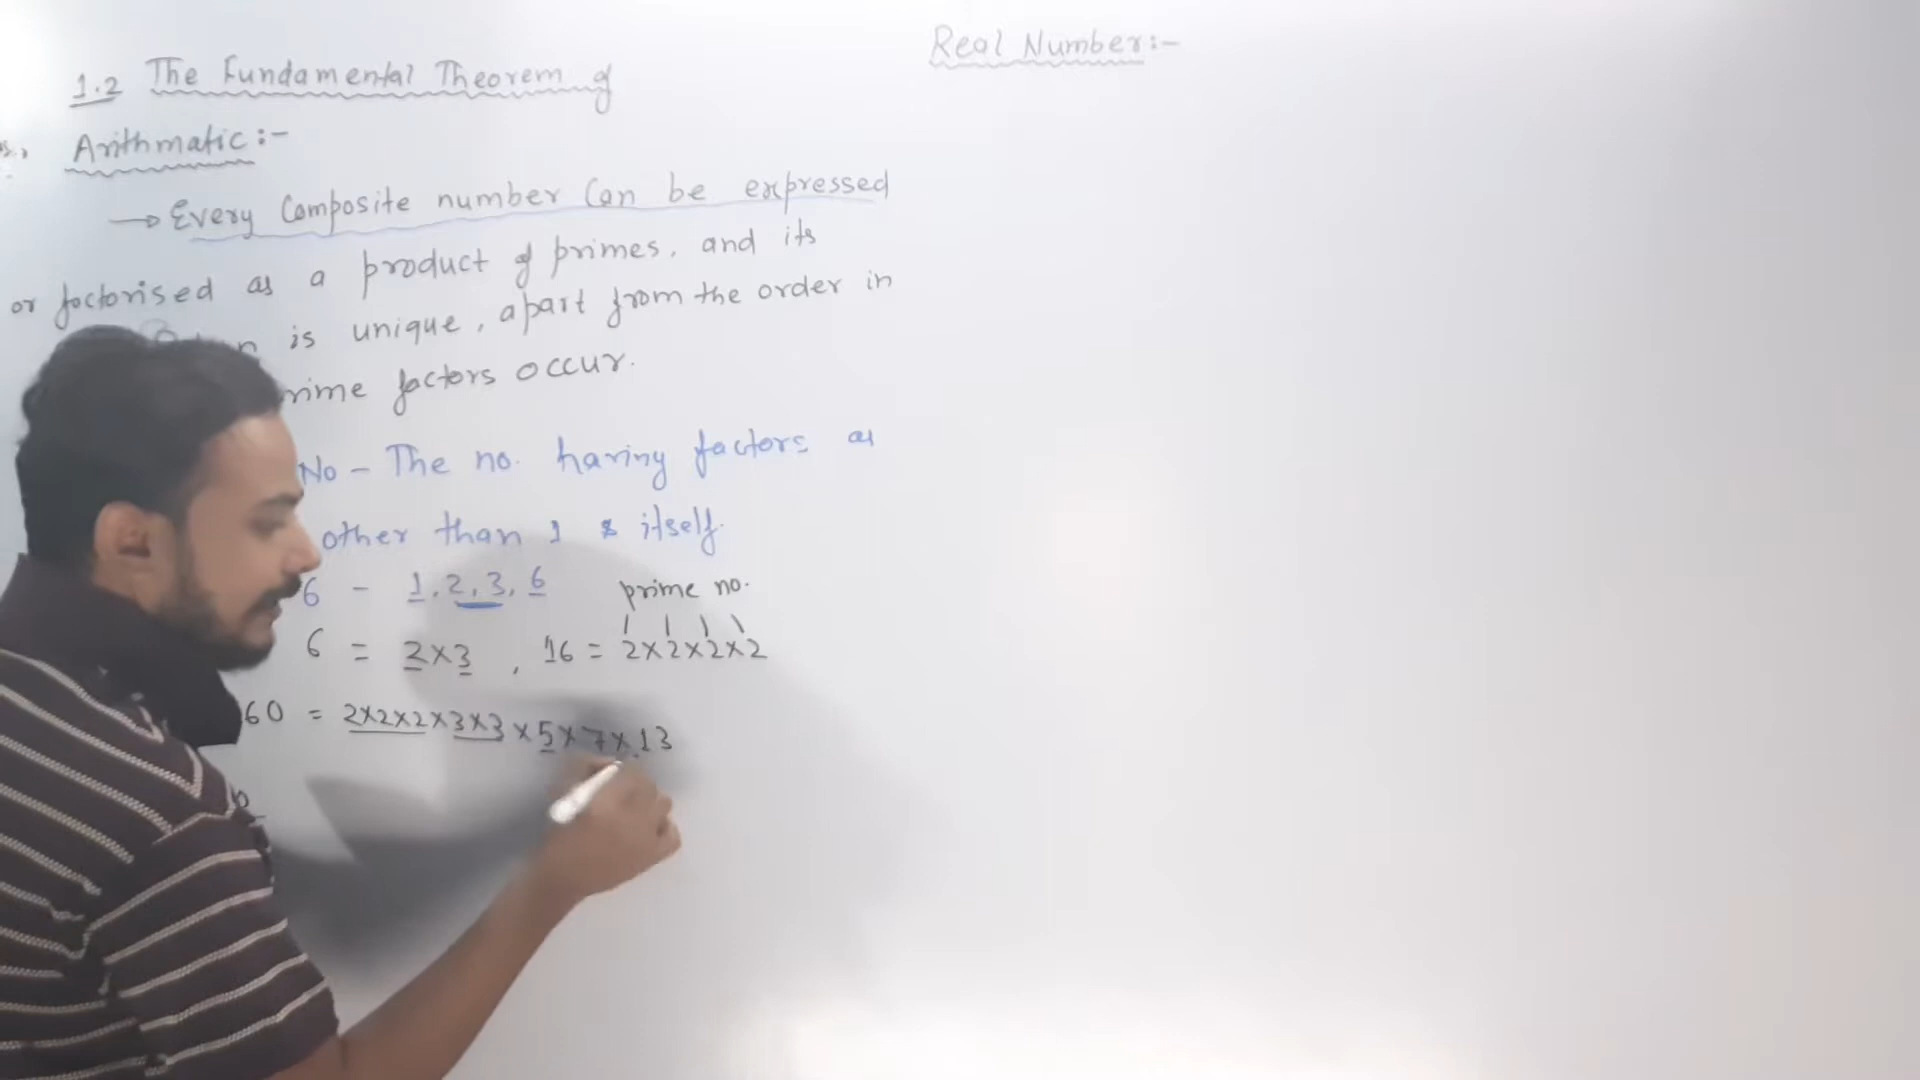 Real Number:-
1.2 The Fundamental Theorem of
Arithmatic:-
→ Every Composite number Can be expressed
or factorised as a product of primes, and its
is unique, apart from the order in
factors occur.
No - The no. having factors as
other than 1 & itself.
6 - 1, 2, 3, 6 prime no.
6 = 2×3 , 16 = 2×2×2×2
60 = 2×2×2×3×3×5×7×13